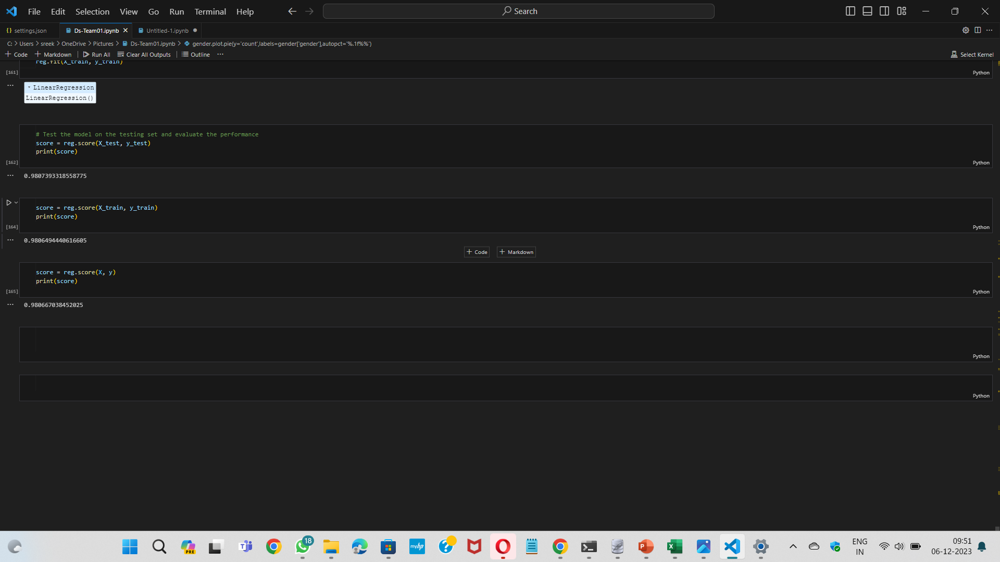 File Edit Selection View Go Run Terminal Help
Search
settings.json
Ds-Team01.ipynb
Untitled-1.ipynb
C: > Users > sreek > OneDrive > Pictures > Ds-Team01.ipynb > gender.plot.pie(y='count',labels=gender['gender'],autopct='%.1f%%')
+ Code + Markdown Run All Clear All Outputs Outline ...
Select Kernel
reg.fit(X_train, y_train)
[161]
Python
LinearRegression
LinearRegression()
# Test the model on the testing set and evaluate the performance
score = reg.score(X_test, y_test)
print(score)
[162]
Python
0.9807393318558775
score = reg.score(X_train, y_train)
print(score)
[164]
Python
0.9806494440616605
+ Code + Markdown
score = reg.score(X, y)
print(score)
[165]
Python
0.980667038452025
Python
Python
PRE
18
myhp
ENG
IN
09:51
06-12-2023